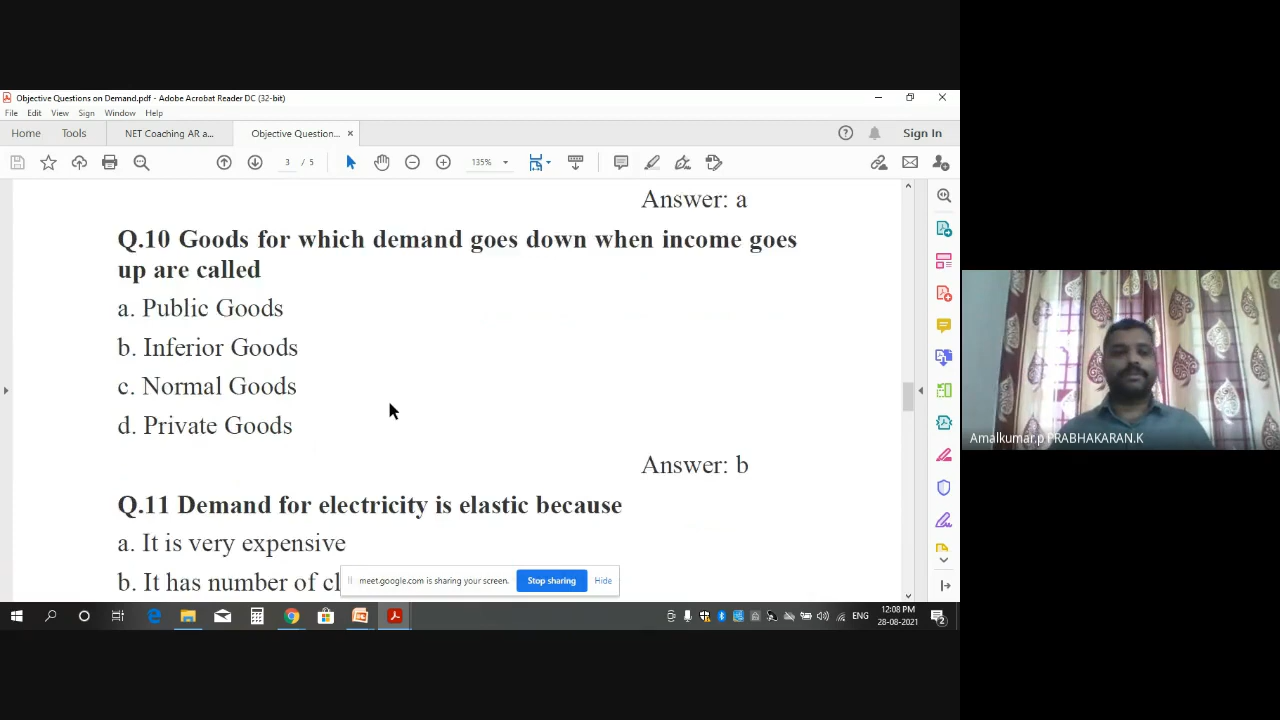 Objective Questions on Demand.pdf - Adobe Acrobat Reader DC (32-bit)
File Edit View Sign Window Help
Home Tools NET Coaching AR a... Objective Question... × Sign In
3 / 5 135%
Answer: a
Q.10 Goods for which demand goes down when income goes
up are called
a. Public Goods
b. Inferior Goods
c. Normal Goods
d. Private Goods
Amalkumar.p PRABHAKARAN.K
Answer: b
Q.11 Demand for electricity is elastic because
a. It is very expensive
b. It has number of cl
meet.google.com is sharing your screen. Stop sharing Hide
ENG 12:08 PM
28-08-2021 2